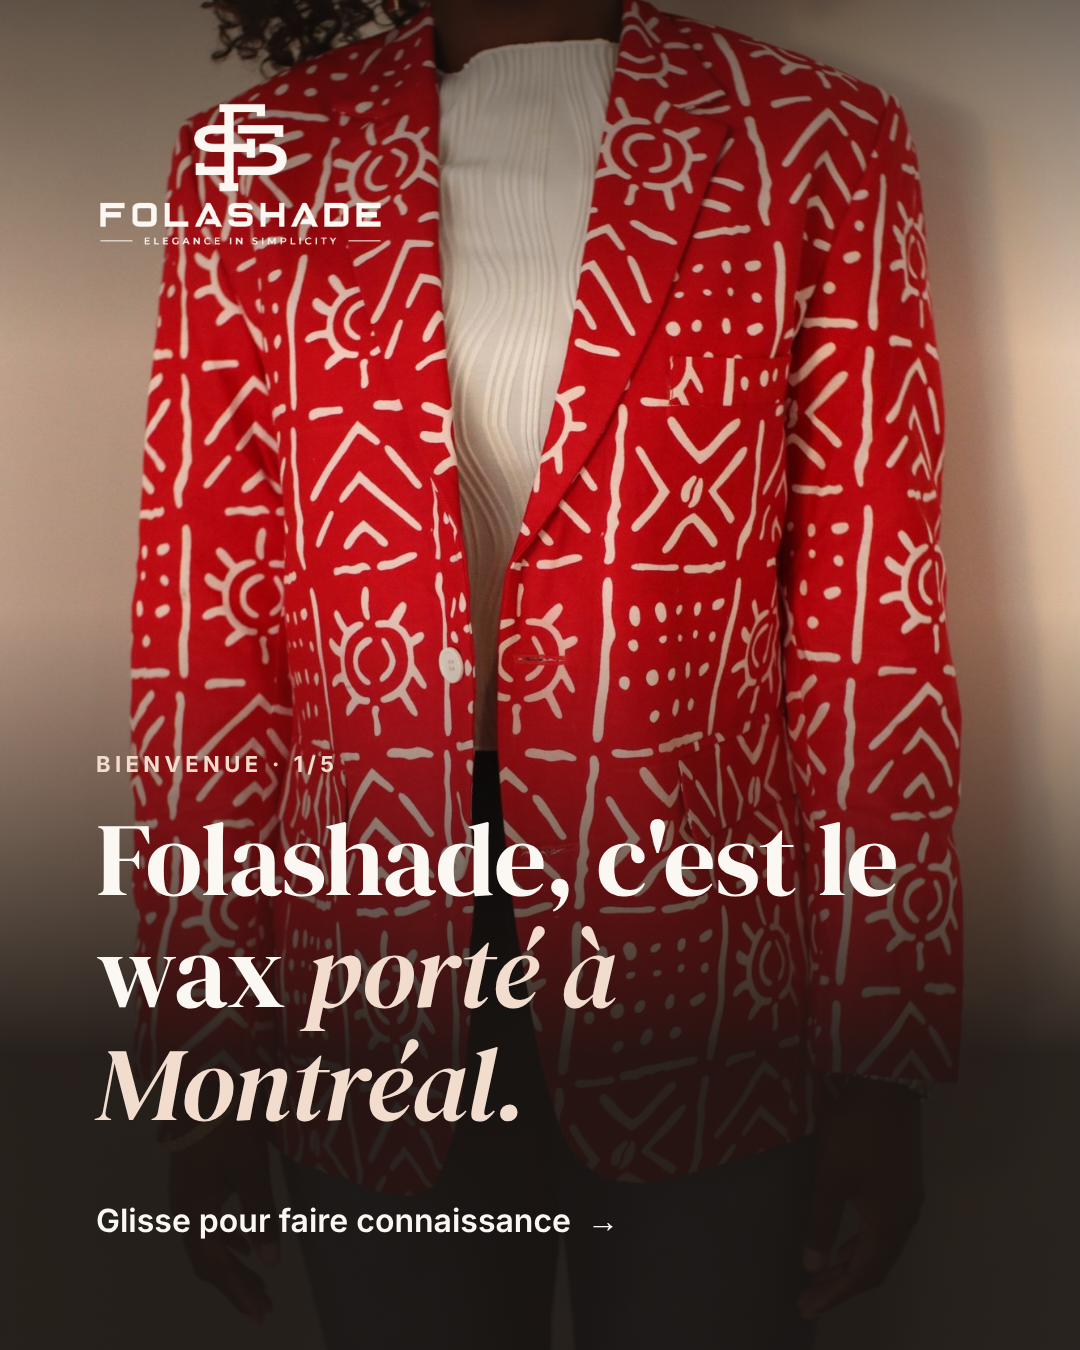 FOLASHADE
ELEGANCE IN SIMPLICITY
BIENVENUE · 1/5
Folashade, c'est le
wax porté à
Montréal.
Glisse pour faire connaissance →